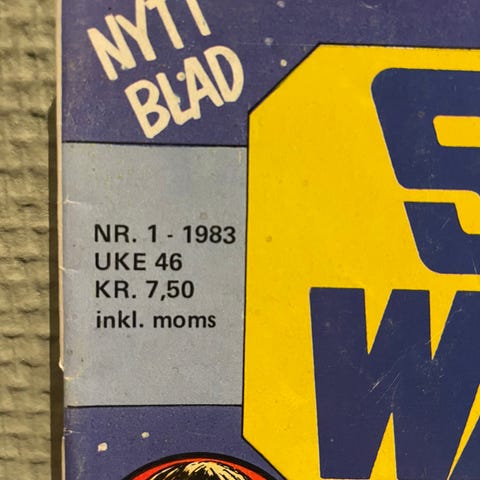 NYTT
BLAD
NR. 1 - 1983
UKE 46
KR. 7,50
inkl. moms